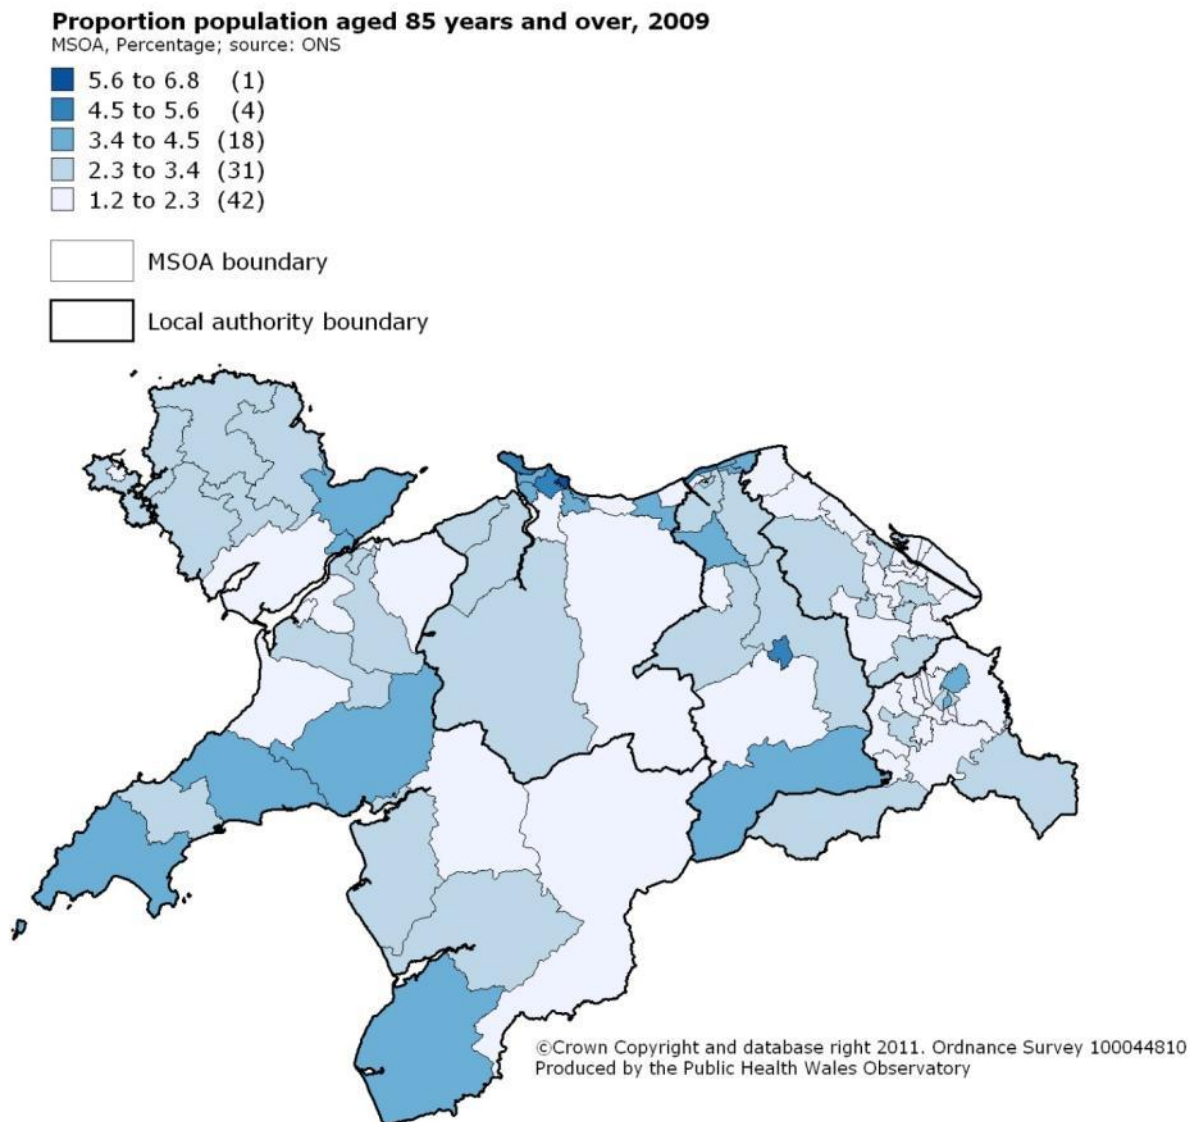 Proportion population aged 85 years and over, 2009
MSOA, Percentage; source: ONS
5.6 to 6.8 (1)
4.5 to 5.6 (4)
3.4 to 4.5 (18)
2.3 to 3.4 (31)
1.2 to 2.3 (42)
MSOA boundary
Local authority boundary
©Crown Copyright and database right 2011. Ordnance Survey 100044810
Produced by the Public Health Wales Observatory